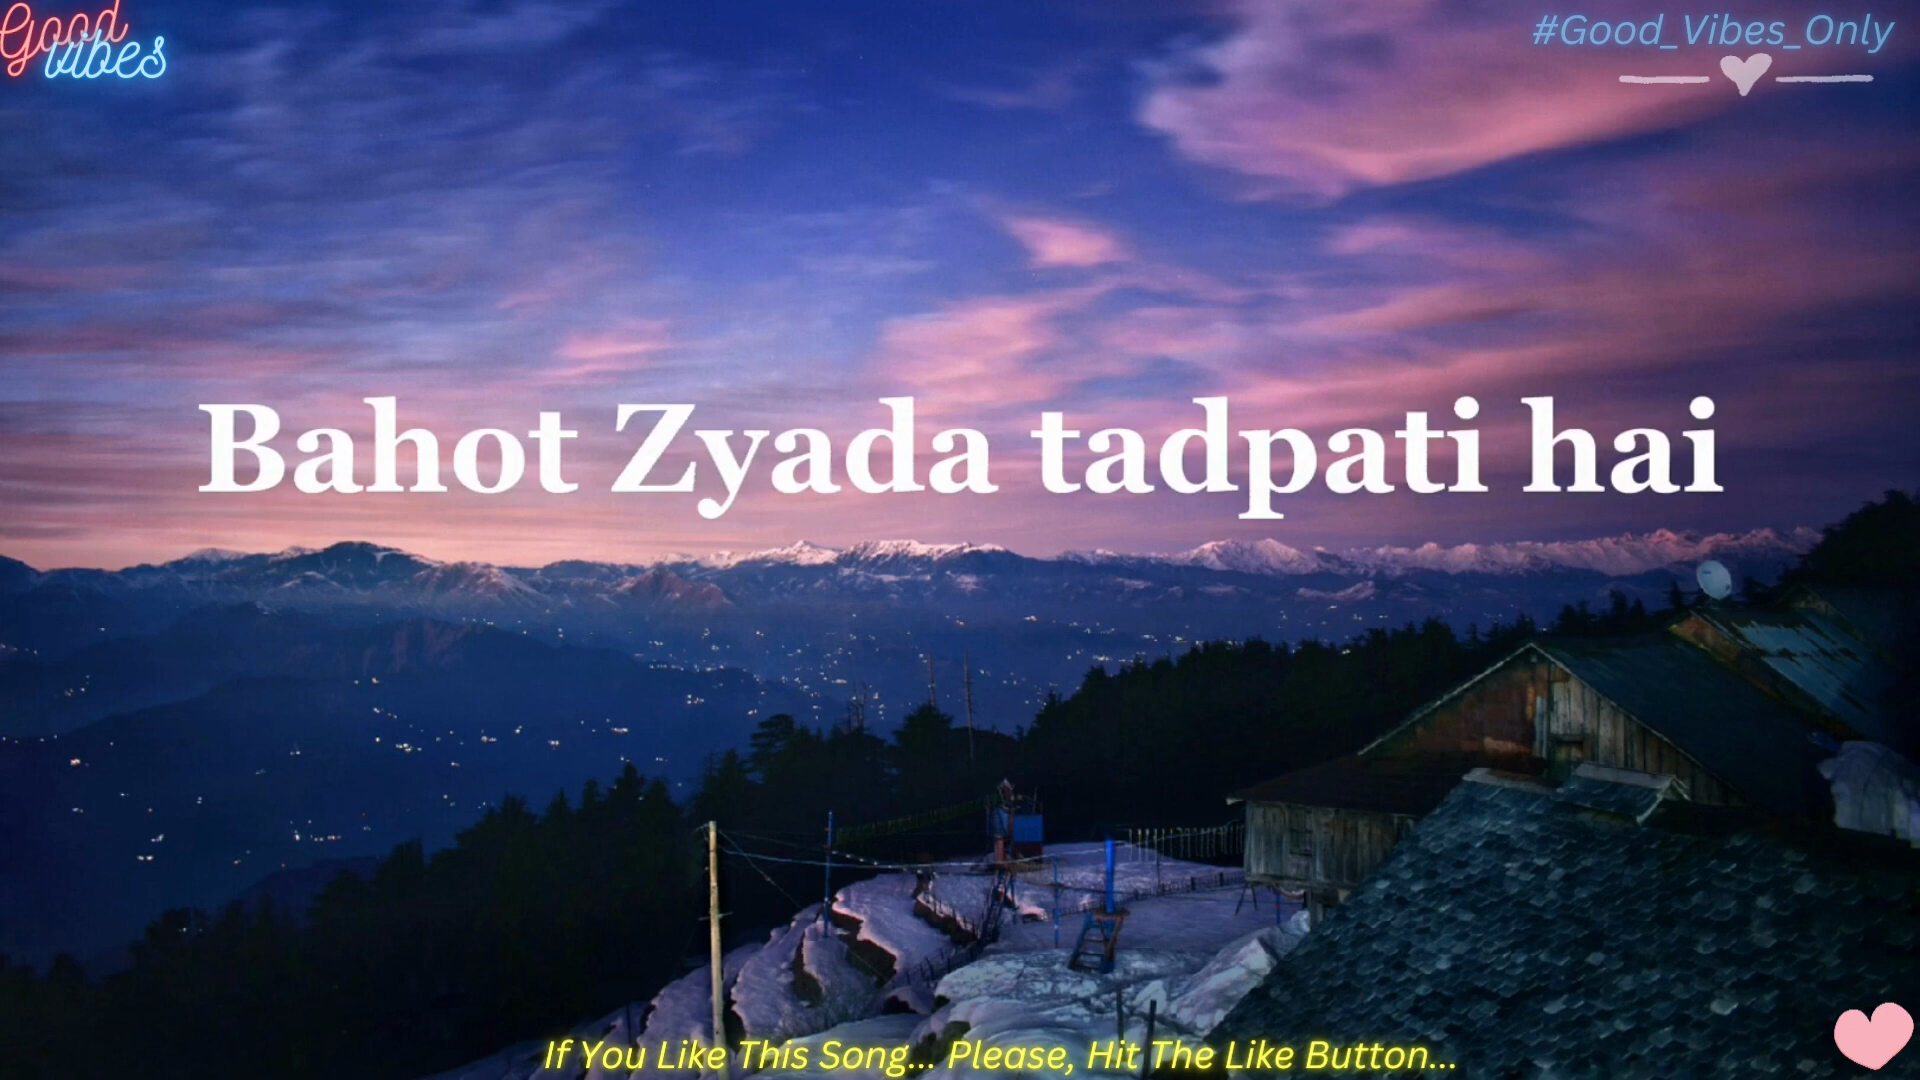 Good
vibes
#Good_Vibes_Only
Bahot Zyada tadpati hai
If You Like This Song... Please, Hit The Like Button...